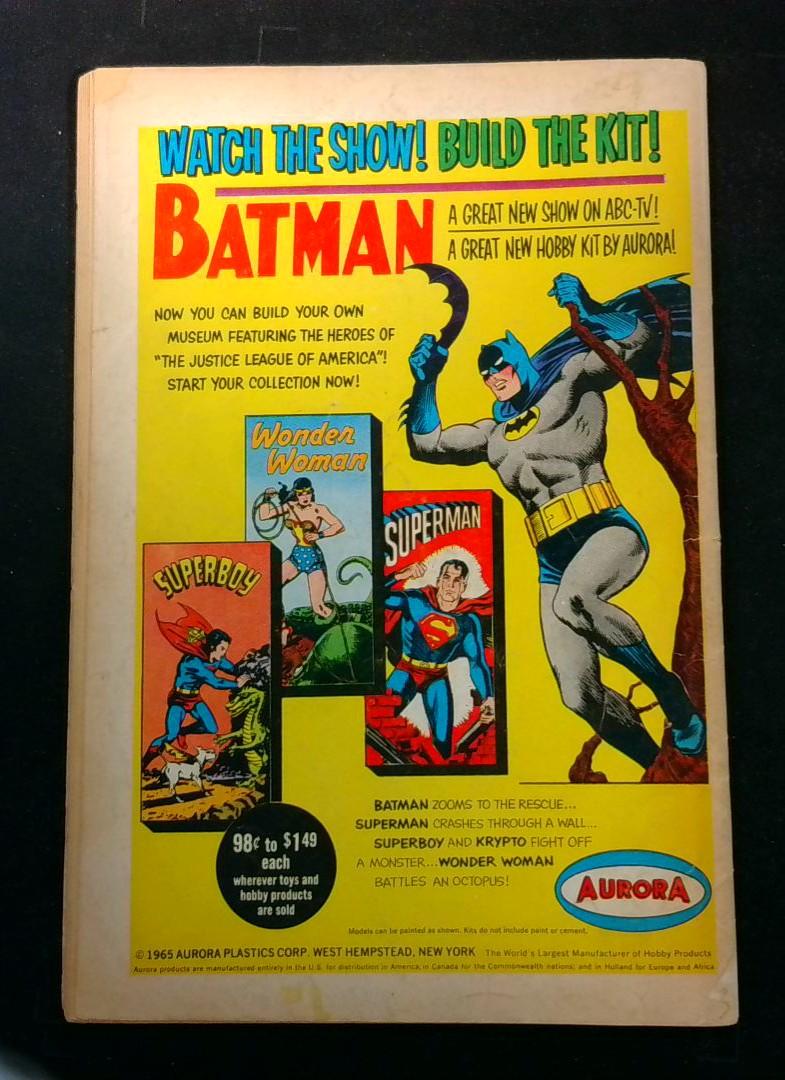 WATCH THE SHOW! BUILD THE KIT!
BATMAN
A GREAT NEW SHOW ON ABC-TV!
A GREAT NEW HOBBY KIT BY AURORA!
NOW YOU CAN BUILD YOUR OWN
MUSEUM FEATURING THE HEROES OF
"THE JUSTICE LEAGUE OF AMERICA"!
START YOUR COLLECTION NOW!
Wonder
Woman
SUPERMAN
SUPERBOY
98¢ to $1.49
each
wherever toys and
hobby products
are sold
BATMAN ZOOMS TO THE RESCUE...
SUPERMAN CRASHES THROUGH A WALL...
SUPERBOY AND KRYPTO FIGHT OFF
A MONSTER...WONDER WOMAN
BATTLES AN OCTOPUS!
AURORA
Models can be painted as shown. Kits do not include paint or cement.
© 1965 AURORA PLASTICS CORP. WEST HEMPSTEAD, NEW YORK The World's Largest Manufacturer of Hobby Products
Aurora products are manufactured entirely in the U.S. for distribution in America, in Canada for the Commonwealth nations; and in Holland for Europe and Africa